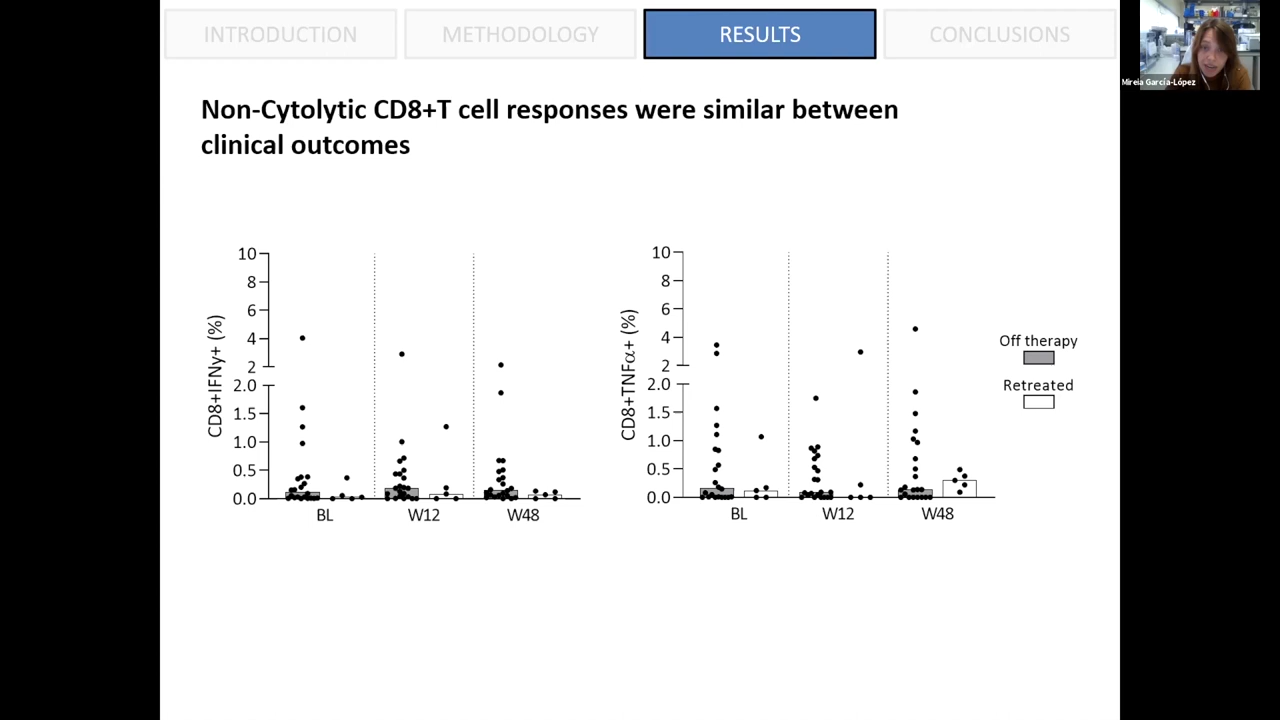 INTRODUCTION
METHODOLOGY
RESULTS
CONCLUSIONS
Mireia García-López
Non-Cytolytic CD8+T cell responses were similar between
clinical outcomes
CD8+IFNγ+ (%)
10
8
6
4
2
2.0
1.5
1.0
0.5
0.0
BL
W12
W48
CD8+TNFα+ (%)
10
8
6
4
2
2.0
1.5
1.0
0.5
0.0
BL
W12
W48
Off therapy
Retreated